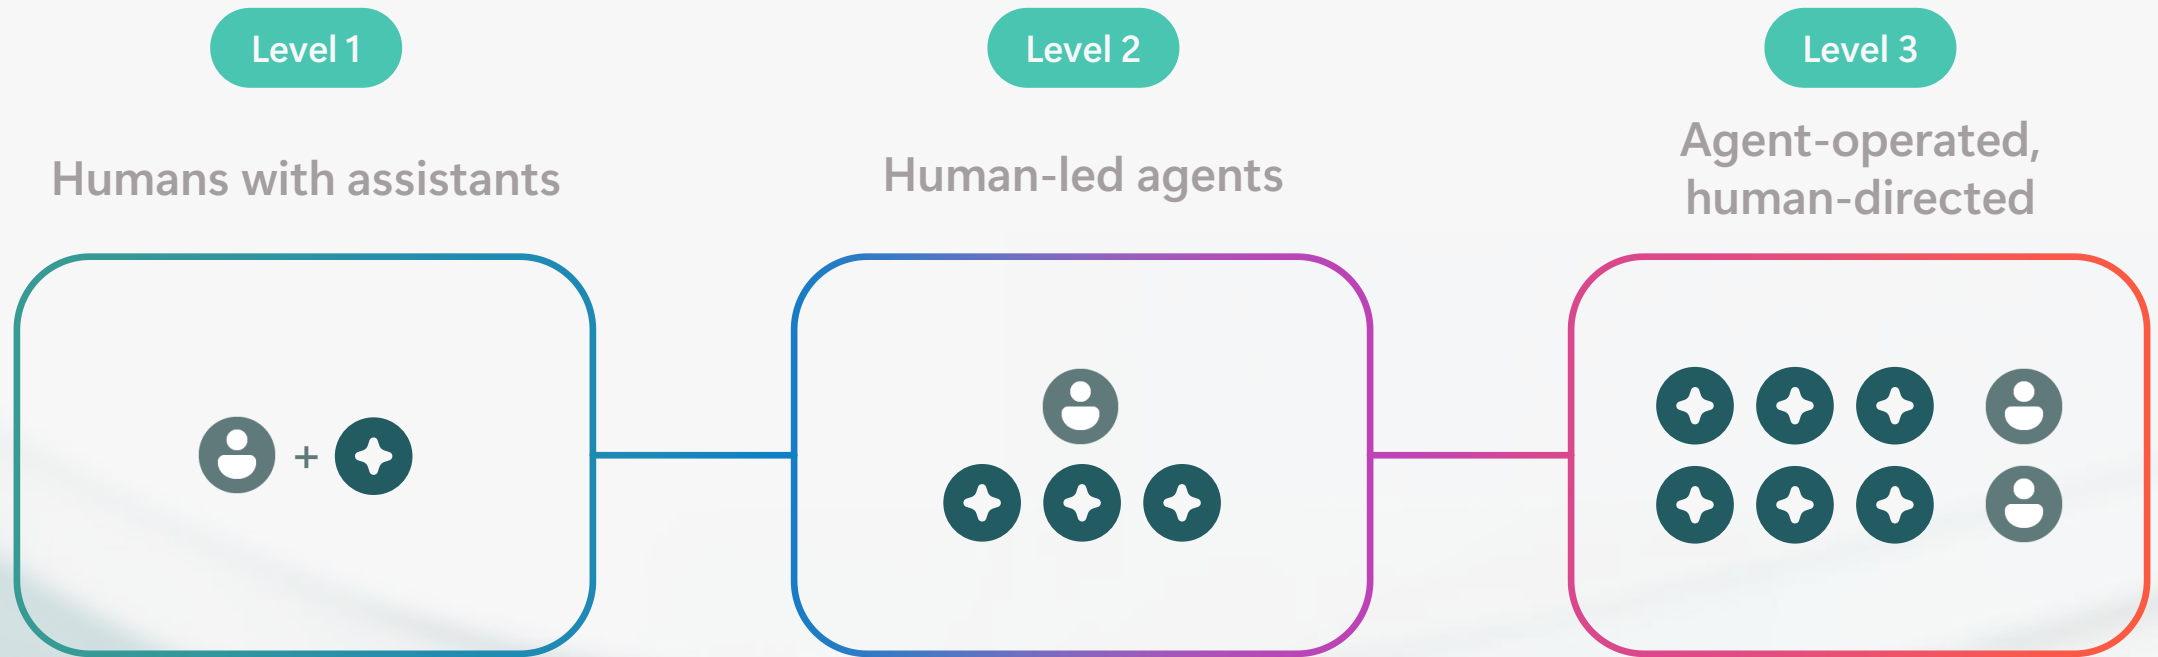 Level 1
Level 2
Level 3
Humans with assistants
Human-led agents
Agent-operated,
human-directed
+